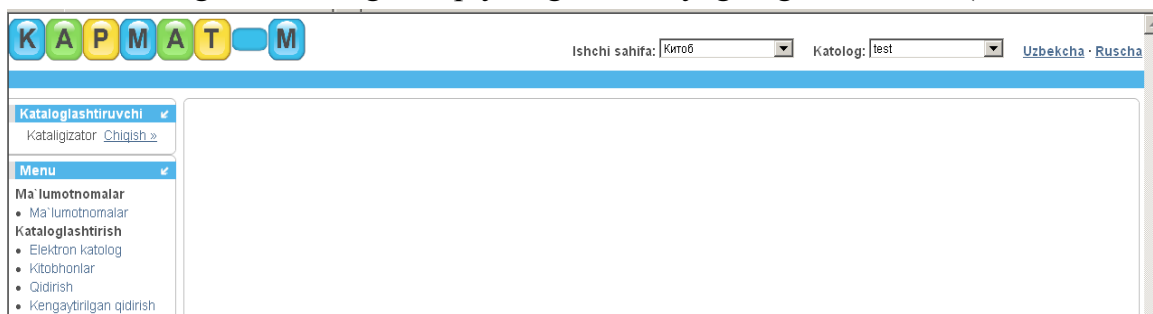 КАРМАТ-М
Ishchi sahifa: Китоб Katolog: test Uzbekcha · Ruscha
Kataloglashtiruvchi
Kataligizator Chiqish »
Menu
Ma`lumotnomalar
• Ma`lumotnomalar
Kataloglashtirish
• Elektron katolog
• Kitobhonlar
• Qidirish
• Kengaytirilgan qidirish